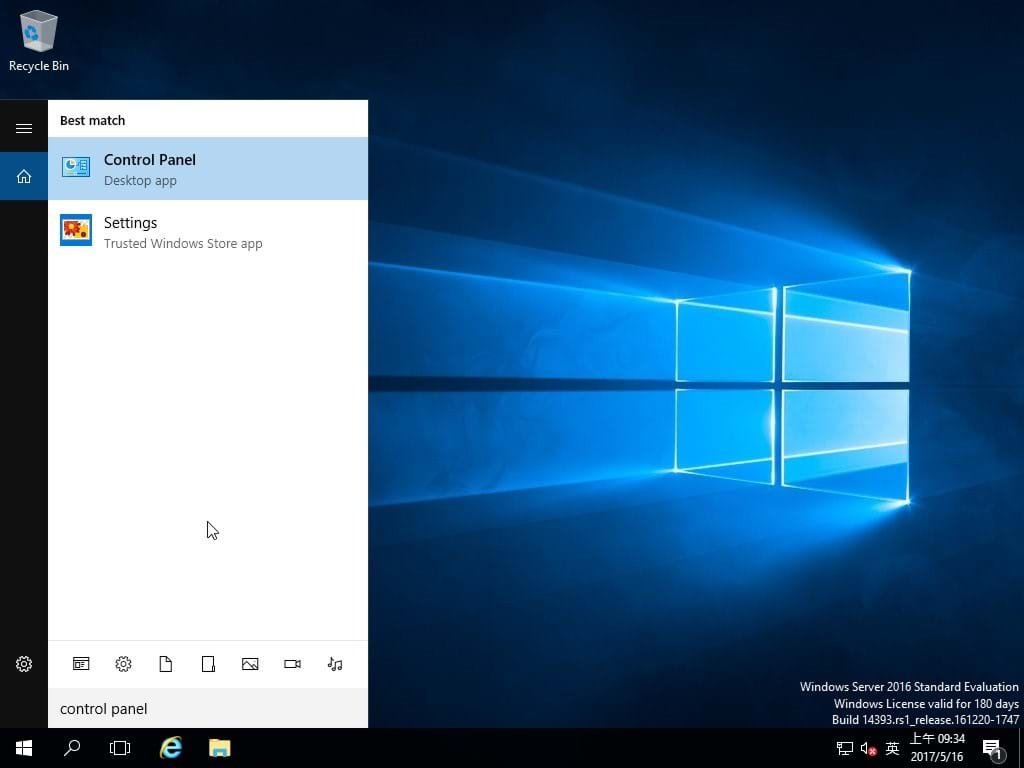 Recycle Bin
Best match
Control Panel
Desktop app
Settings
Trusted Windows Store app
control panel
Windows Server 2016 Standard Evaluation
Windows License valid for 180 days
Build 14393.rs1_release.161220-1747
英
上午 09:34
2017/5/16
1